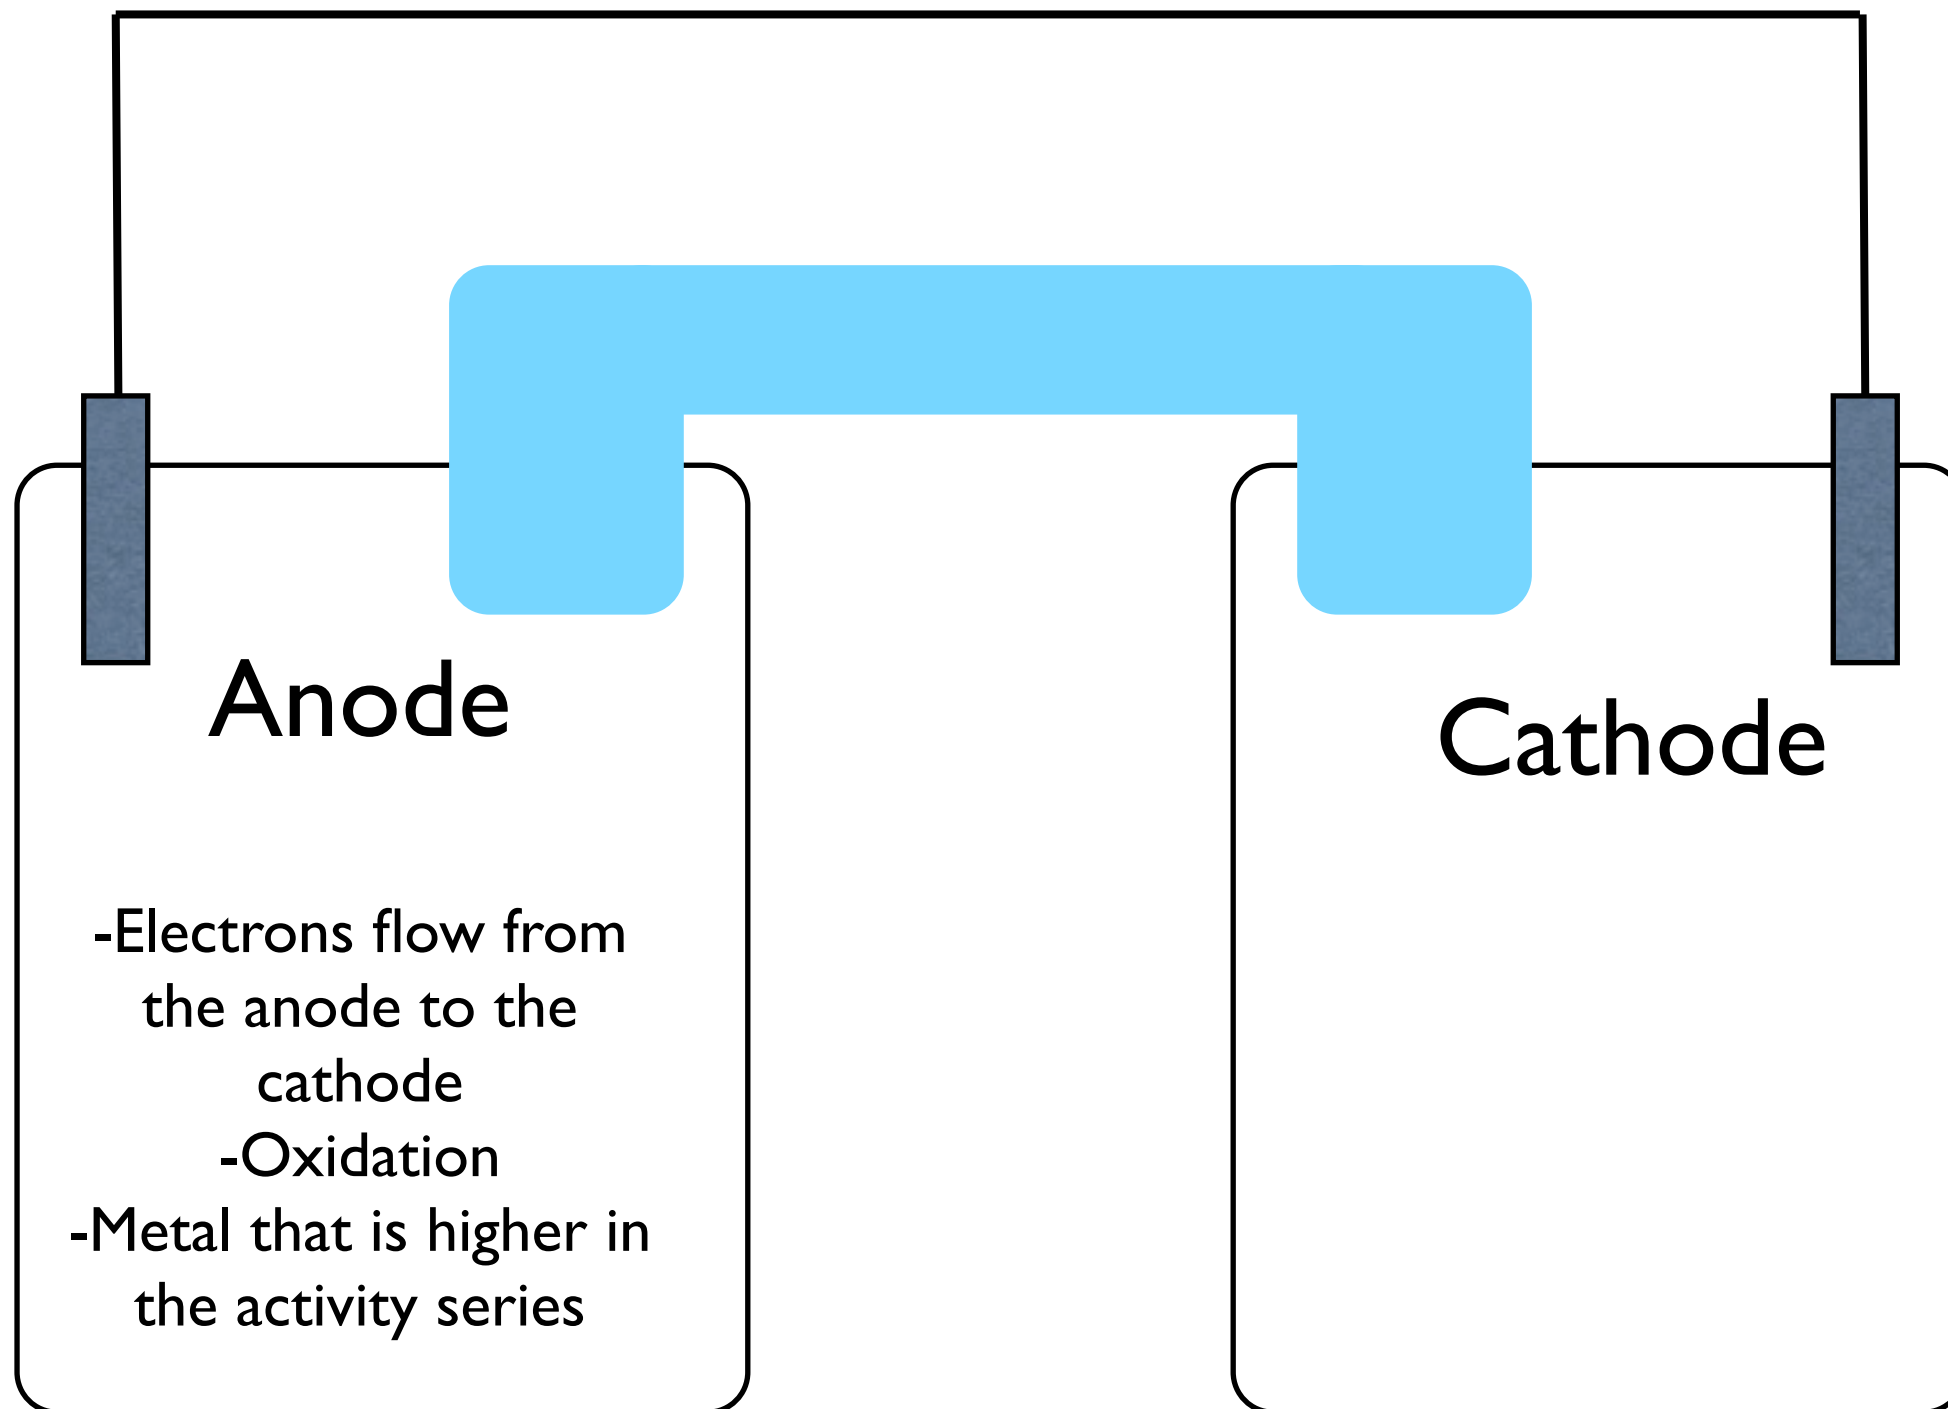 Anode
Cathode
-Electrons flow from
the anode to the
cathode
-Oxidation
-Metal that is higher in
the activity series